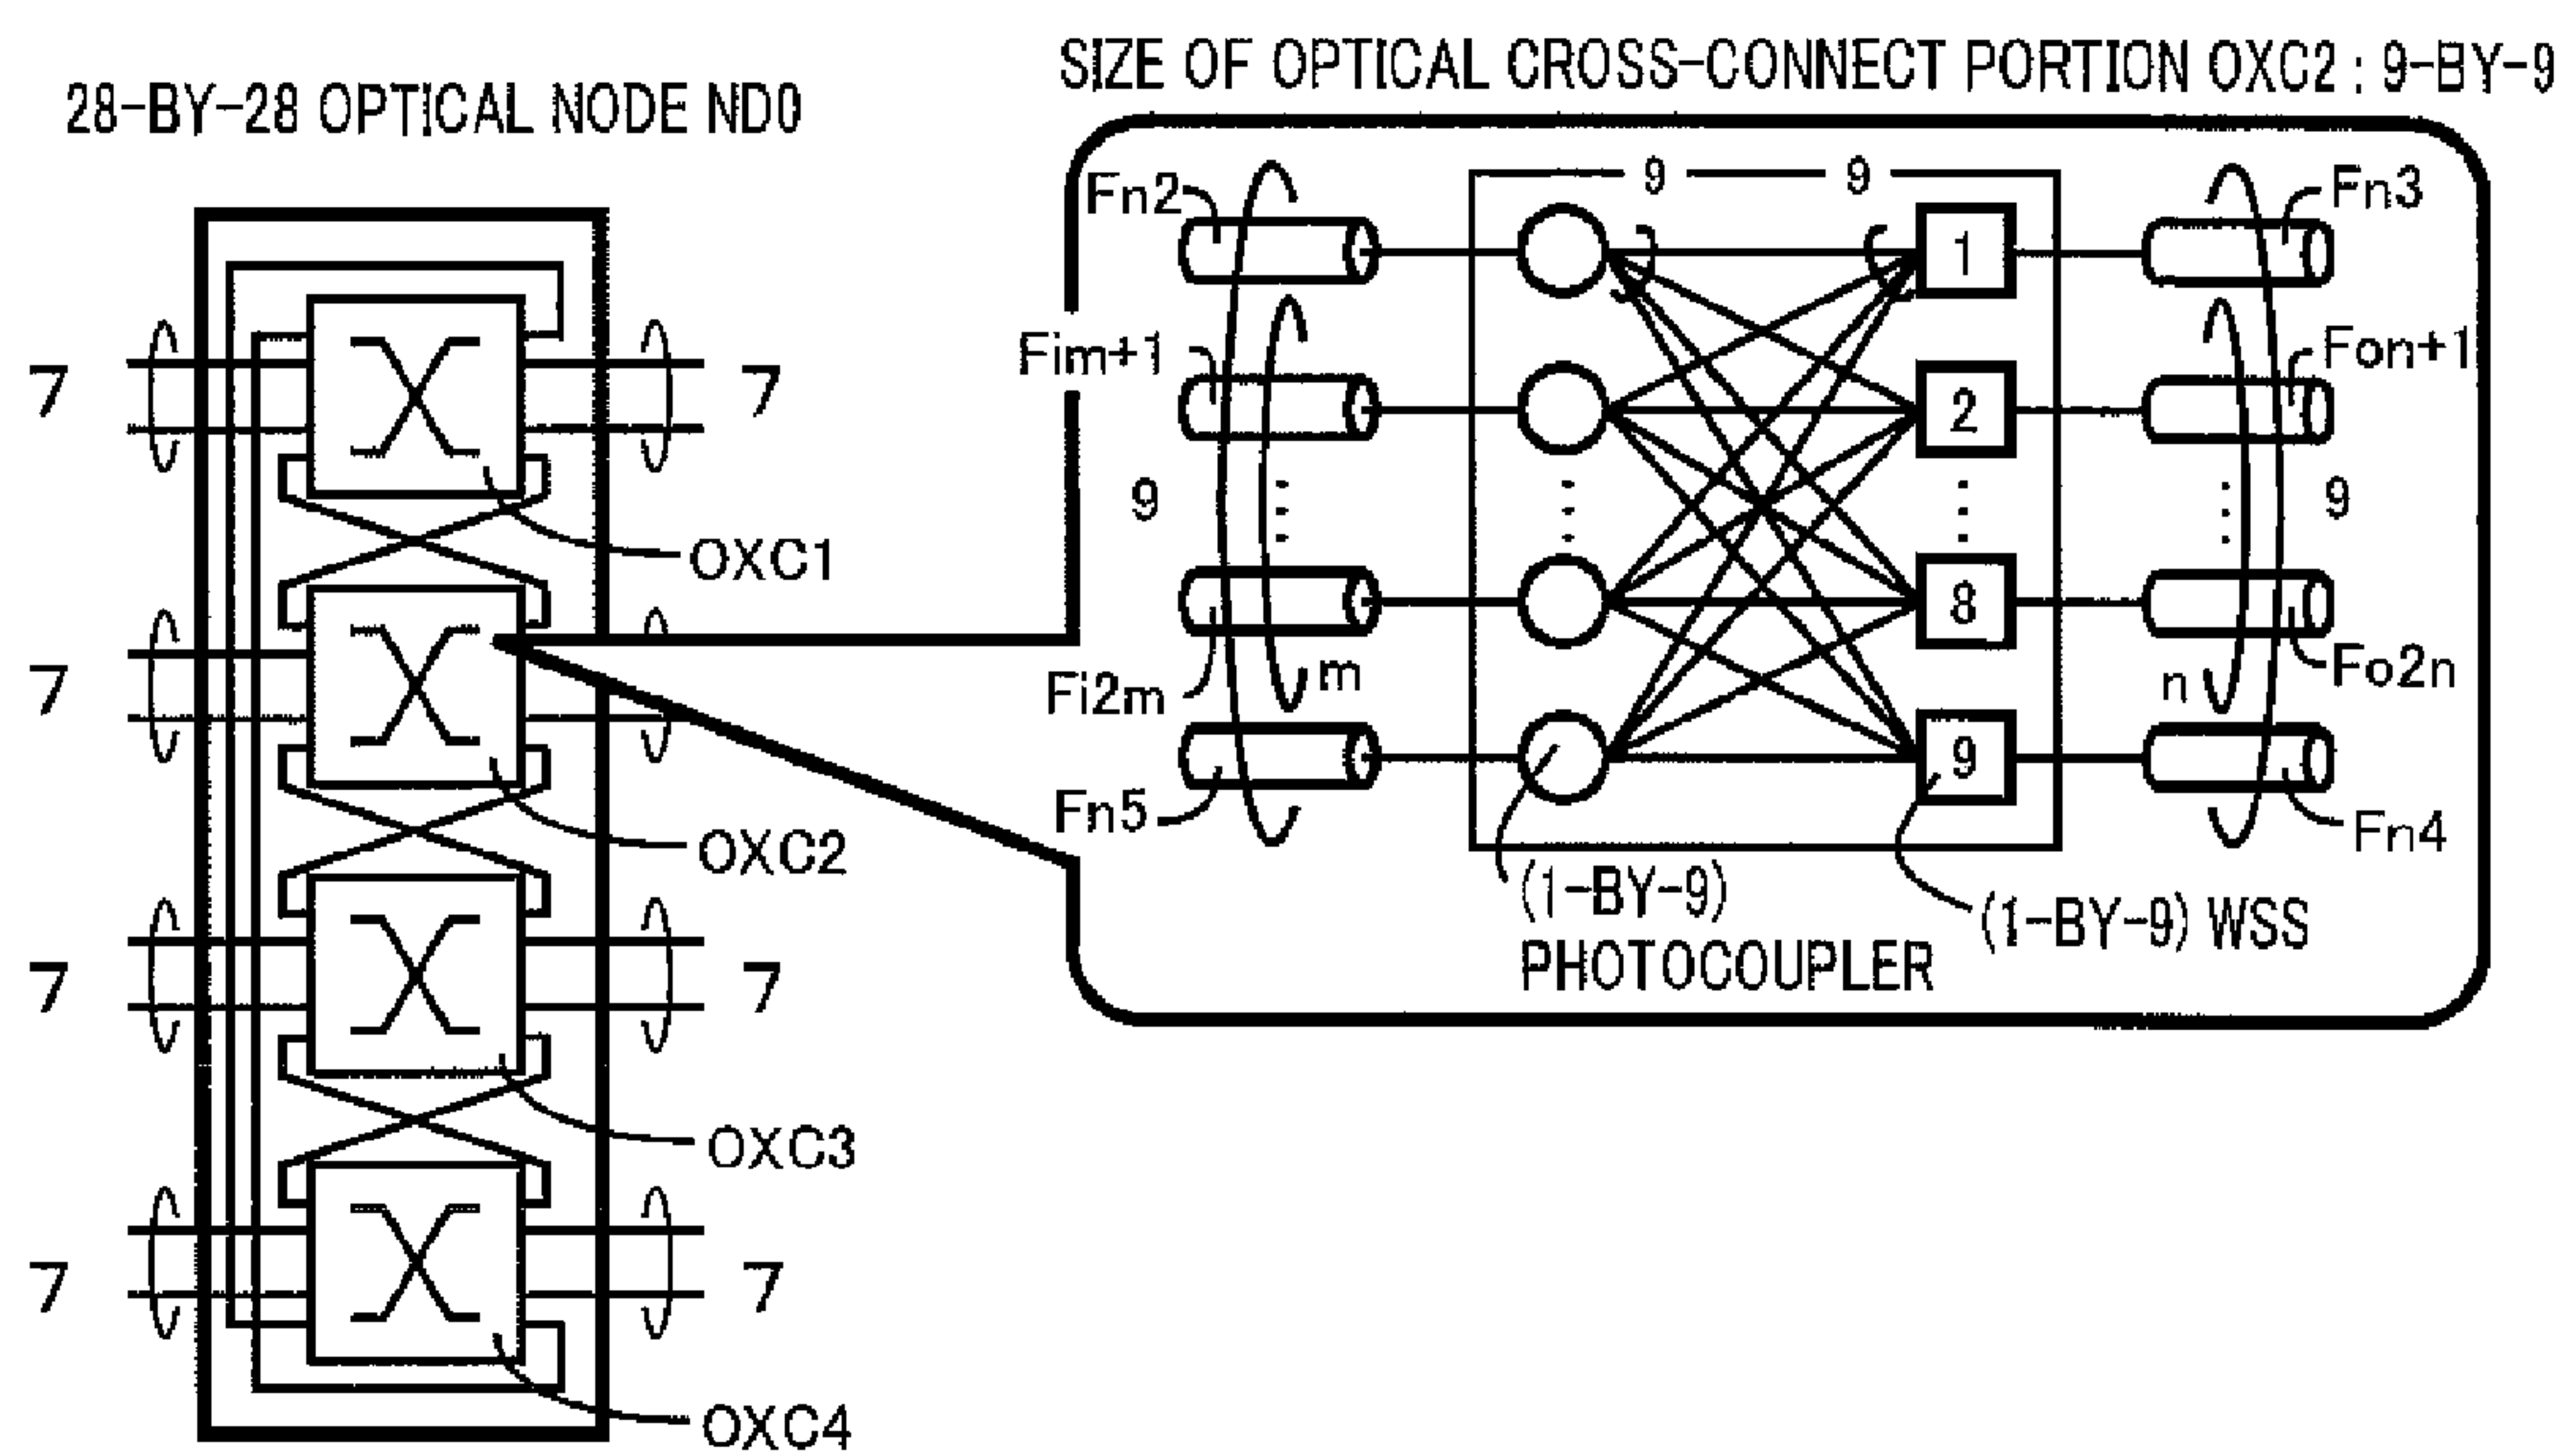 28-BY-28 OPTICAL NODE ND0
7
7
OXC1
7
OXC2
7
7
OXC3
7
7
OXC4
SIZE OF OPTICAL CROSS-CONNECT PORTION OXC2 : 9-BY-9
9
9
Fn2
Fn3
1
Fim+1
Fon+1
2
9
9
8
Fi2m
m
n
Fo2n
9
Fn5
Fn4
(1-BY-9)
PHOTOCOUPLER
(1-BY-9) WSS